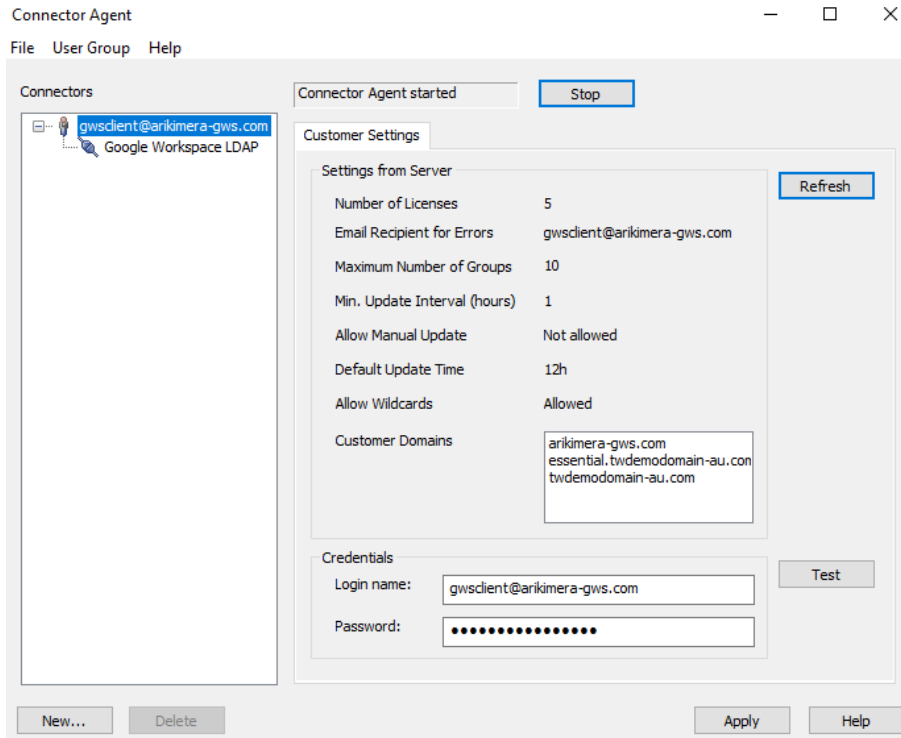 Connector Agent
File User Group Help
Connectors
Connector Agent started
Stop
gwsclient@arikimera-gws.com
Google Workspace LDAP
Customer Settings
Settings from Server
Refresh
Number of Licenses 5
Email Recipient for Errors gwsclient@arikimera-gws.com
Maximum Number of Groups 10
Min. Update Interval (hours) 1
Allow Manual Update Not allowed
Default Update Time 12h
Allow Wildcards Allowed
Customer Domains arikimera-gws.com
essential.twdemodomain-au.con
twdemodomain-au.com
Credentials
Login name: gwsclient@arikimera-gws.com
Test
Password: ●●●●●●●●●●●●●●●●
New... Delete Apply Help